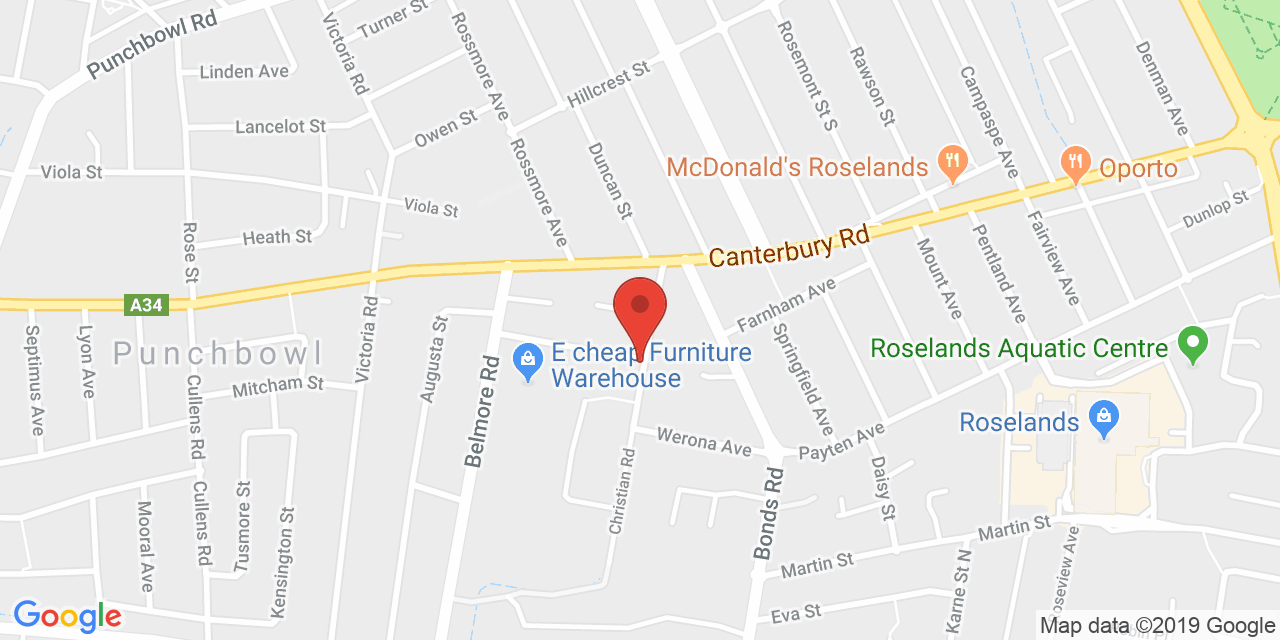 Punchbowl Rd
Victoria Rd
Turner St
Rossmore Ave
Linden Ave
Hillcrest St
Rosemont St S
Rawson St
Campaspe Ave
Denman Ave
Lancelot St
Owen St
Rossmore Ave
Duncan St
McDonald's Roselands
Oporto
Viola St
Viola St
Dunlop St
Rose St
Heath St
Canterbury Rd
Mount Ave
Pentland Ave
Fairview Ave
A34
Farnham Ave
Septimus Ave
Lyon Ave
Punchbowl
Victoria Rd
Augusta St
Belmore Rd
E cheap Furniture
Warehouse
Springfield Ave
Roselands Aquatic Centre
Mitcham St
Cullens Rd
Roselands
Werona Ave
Payten Ave
Christian Rd
Bonds Rd
Daisy St
Mooral Ave
Cullens Rd
Tusmore St
Kensington St
Martin St
Martin St
Karne St N
Roseview Ave
Eva St
Google
Map data ©2019 Google